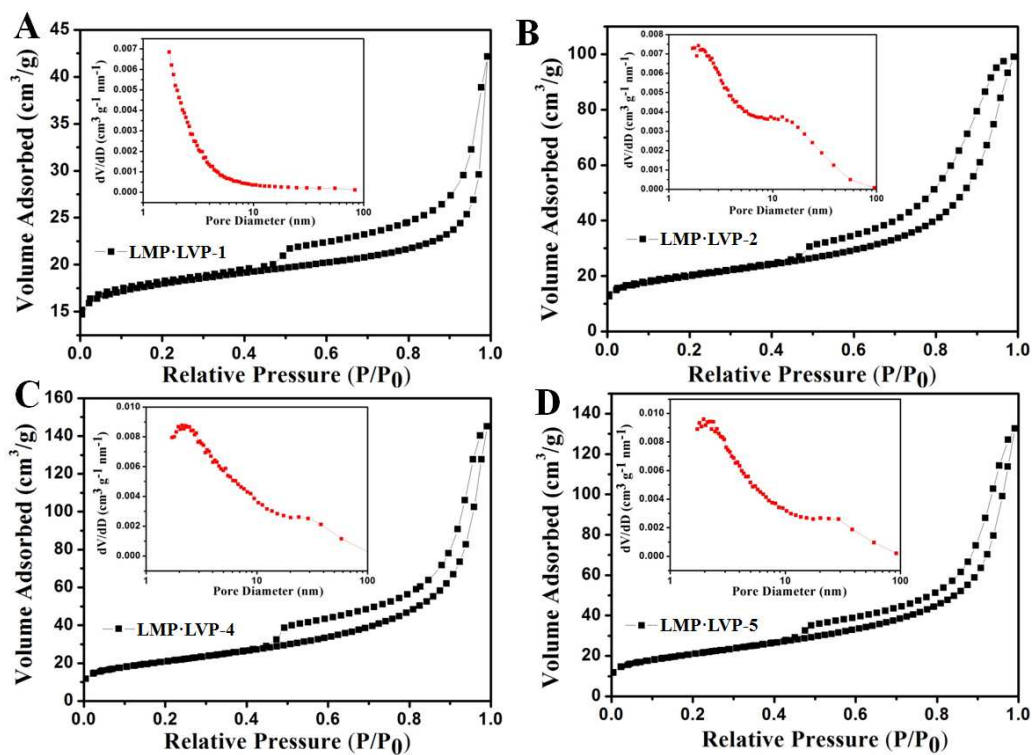 A
Volume Adsorbed (cm³/g)
45
40
35
30
25
20
15
0.0 0.2 0.4 0.6 0.8 1.0
Relative Pressure (P/P₀)
LMP·LVP-1
dV/dD (cm³ g⁻¹ nm⁻¹)
0.007
0.006
0.005
0.004
0.003
0.002
0.001
0.000
1 10 100
Pore Diameter (nm)
B
Volume Adsorbed (cm³/g)
100
80
60
40
20
0
0.0 0.2 0.4 0.6 0.8 1.0
Relative Pressure (P/P₀)
LMP·LVP-2
dV/dD (cm³ g⁻¹ nm⁻¹)
0.008
0.007
0.006
0.005
0.004
0.003
0.002
0.001
0.000
1 10 100
Pore Diameter (nm)
C
Volume Adsorbed (cm³/g)
160
140
120
100
80
60
40
20
0
0.0 0.2 0.4 0.6 0.8 1.0
Relative Pressure (P/P₀)
LMP·LVP-4
dV/dD (cm³ g⁻¹ nm⁻¹)
0.010
0.008
0.006
0.004
0.002
0.000
1 10 100
Pore Diameter (nm)
D
Volume Adsorbed (cm³/g)
140
120
100
80
60
40
20
0
0.0 0.2 0.4 0.6 0.8 1.0
Relative Pressure (P/P₀)
LMP·LVP-5
dV/dD (cm³ g⁻¹ nm⁻¹)
0.010
0.008
0.006
0.004
0.002
0.000
1 10 100
Pore Diameter (nm)